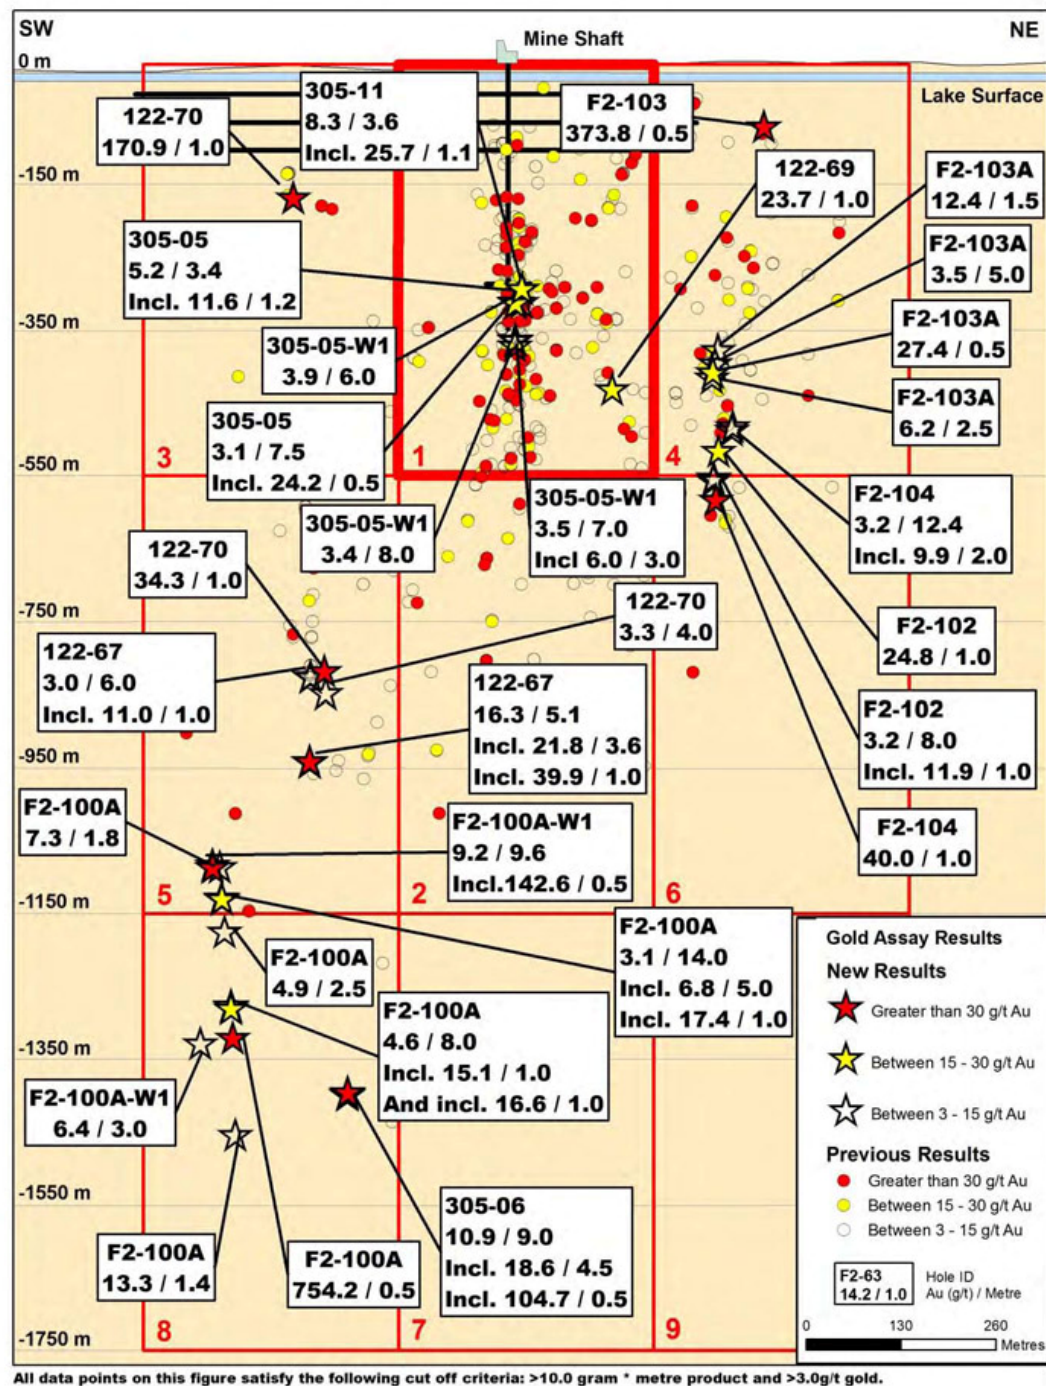 SW
NE
Mine Shaft
0 m
Lake Surface
122-70
170.9 / 1.0
305-11
8.3 / 3.6
Incl. 25.7 / 1.1
F2-103
373.8 / 0.5
122-69
23.7 / 1.0
F2-103A
12.4 / 1.5
-150 m
305-05
5.2 / 3.4
Incl. 11.6 / 1.2
F2-103A
3.5 / 5.0
-350 m
305-05-W1
3.9 / 6.0
F2-103A
27.4 / 0.5
F2-103A
6.2 / 2.5
305-05
3.1 / 7.5
Incl. 24.2 / 0.5
3
1
4
-550 m
305-05-W1
3.4 / 8.0
305-05-W1
3.5 / 7.0
Incl 6.0 / 3.0
F2-104
3.2 / 12.4
Incl. 9.9 / 2.0
122-70
34.3 / 1.0
122-70
3.3 / 4.0
F2-102
24.8 / 1.0
-750 m
122-67
3.0 / 6.0
Incl. 11.0 / 1.0
122-67
16.3 / 5.1
Incl. 21.8 / 3.6
Incl. 39.9 / 1.0
F2-102
3.2 / 8.0
Incl. 11.9 / 1.0
-950 m
F2-100A
7.3 / 1.8
F2-100A-W1
9.2 / 9.6
Incl.142.6 / 0.5
F2-104
40.0 / 1.0
5
2
6
-1150 m
F2-100A
4.9 / 2.5
F2-100A
3.1 / 14.0
Incl. 6.8 / 5.0
Incl. 17.4 / 1.0
F2-100A
4.6 / 8.0
Incl. 15.1 / 1.0
And incl. 16.6 / 1.0
-1350 m
F2-100A-W1
6.4 / 3.0
-1550 m
305-06
10.9 / 9.0
Incl. 18.6 / 4.5
Incl. 104.7 / 0.5
F2-100A
13.3 / 1.4
F2-100A
754.2 / 0.5
-1750 m
8
7
9
Gold Assay Results
New Results
Greater than 30 g/t Au
Between 15 - 30 g/t Au
Between 3 - 15 g/t Au
Previous Results
Greater than 30 g/t Au
Between 15 - 30 g/t Au
Between 3 - 15 g/t Au
F2-63
14.2 / 1.0
Hole ID
Au (g/t) / Metre
0 130 260
Metres
All data points on this figure satisfy the following cut off criteria: >10.0 gram * metre product and >3.0g/t gold.